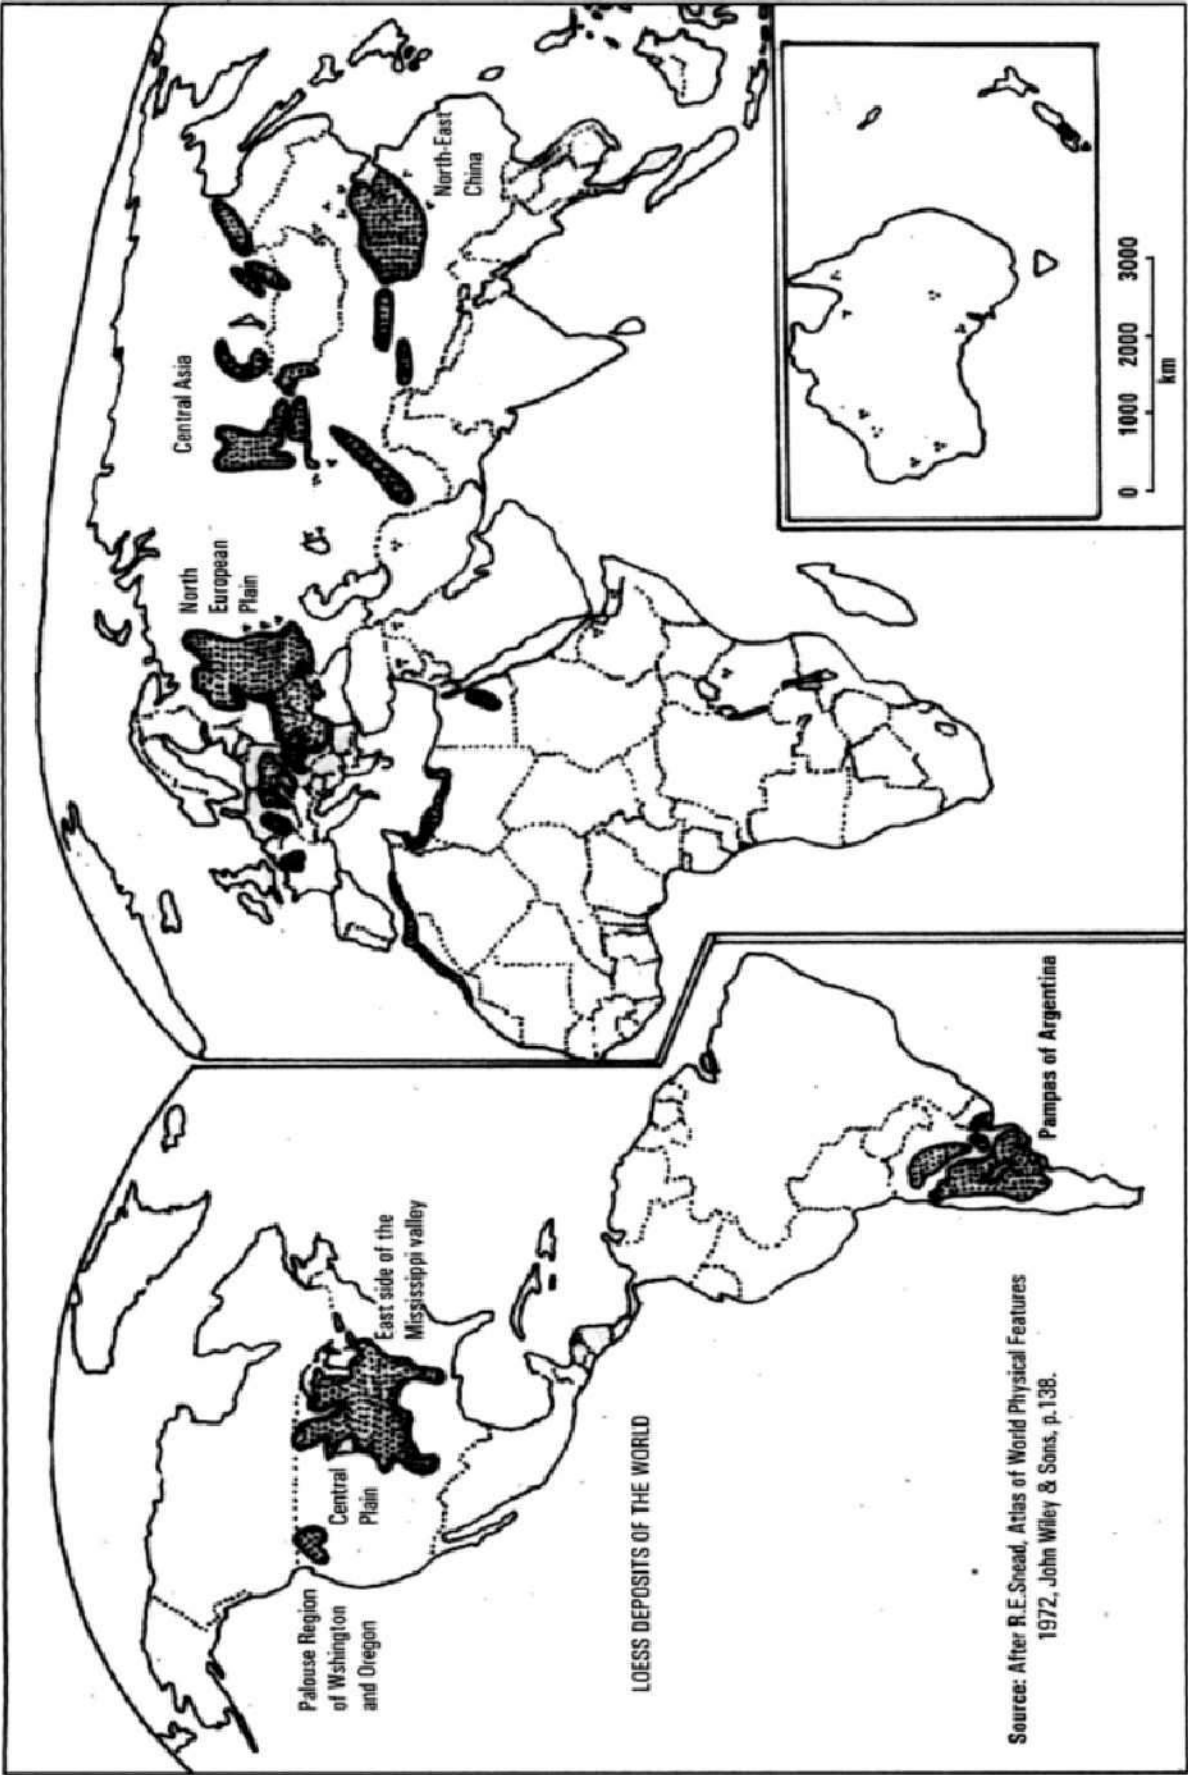 LOESS DEPOSITS OF THE WORLD
Palouse Region
of Wshington
and Oregon
Central
Plain
East side of the
Mississippi valley
Pampas of Argentina
North
European
Plain
Central Asia
North-East
China
0 1000 2000 3000
km
Source: After R.E.Snead, Atlas of World Physical Features
1972, John Wiley & Sons, p.138.